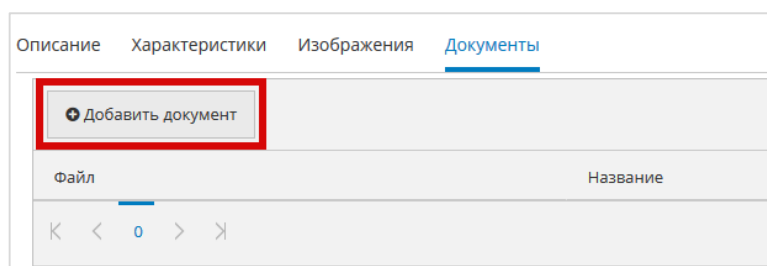 Описание Характеристики Изображения Документы
Добавить документ
Файл Название
0